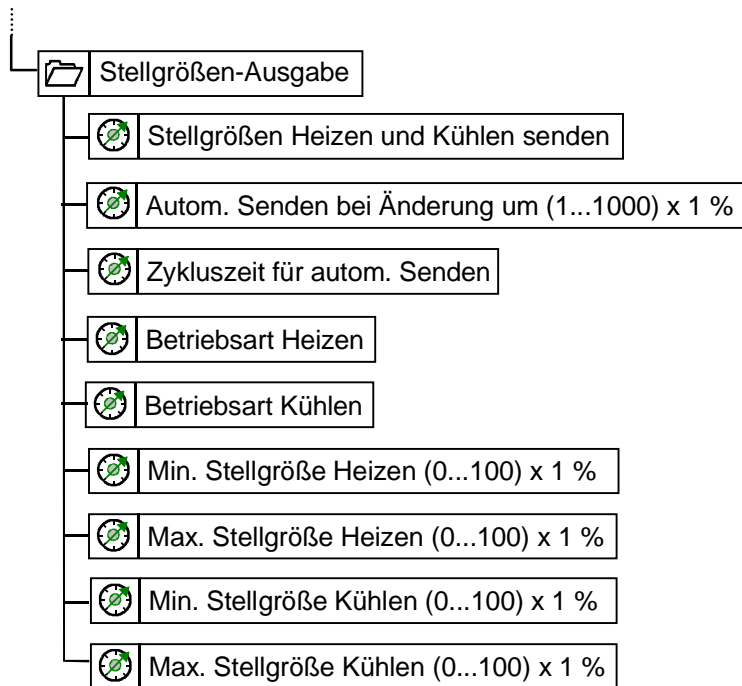 Stellgrößen-Ausgabe
Stellgrößen Heizen und Kühlen senden
Autom. Senden bei Änderung um (1...1000) x 1 %
Zykluszeit für autom. Senden
Betriebsart Heizen
Betriebsart Kühlen
Min. Stellgröße Heizen (0...100) x 1 %
Max. Stellgröße Heizen (0...100) x 1 %
Min. Stellgröße Kühlen (0...100) x 1 %
Max. Stellgröße Kühlen (0...100) x 1 %